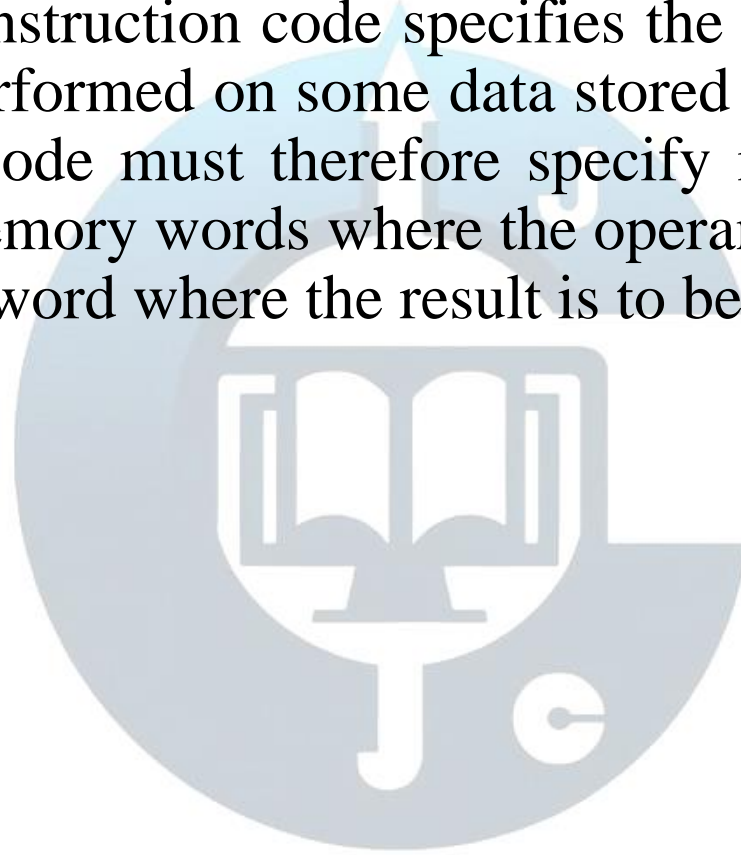 nstruction code specifies the
rformed on some data stored
ode must therefore specify
emory words where the opera
word where the result is to be
J
J
C